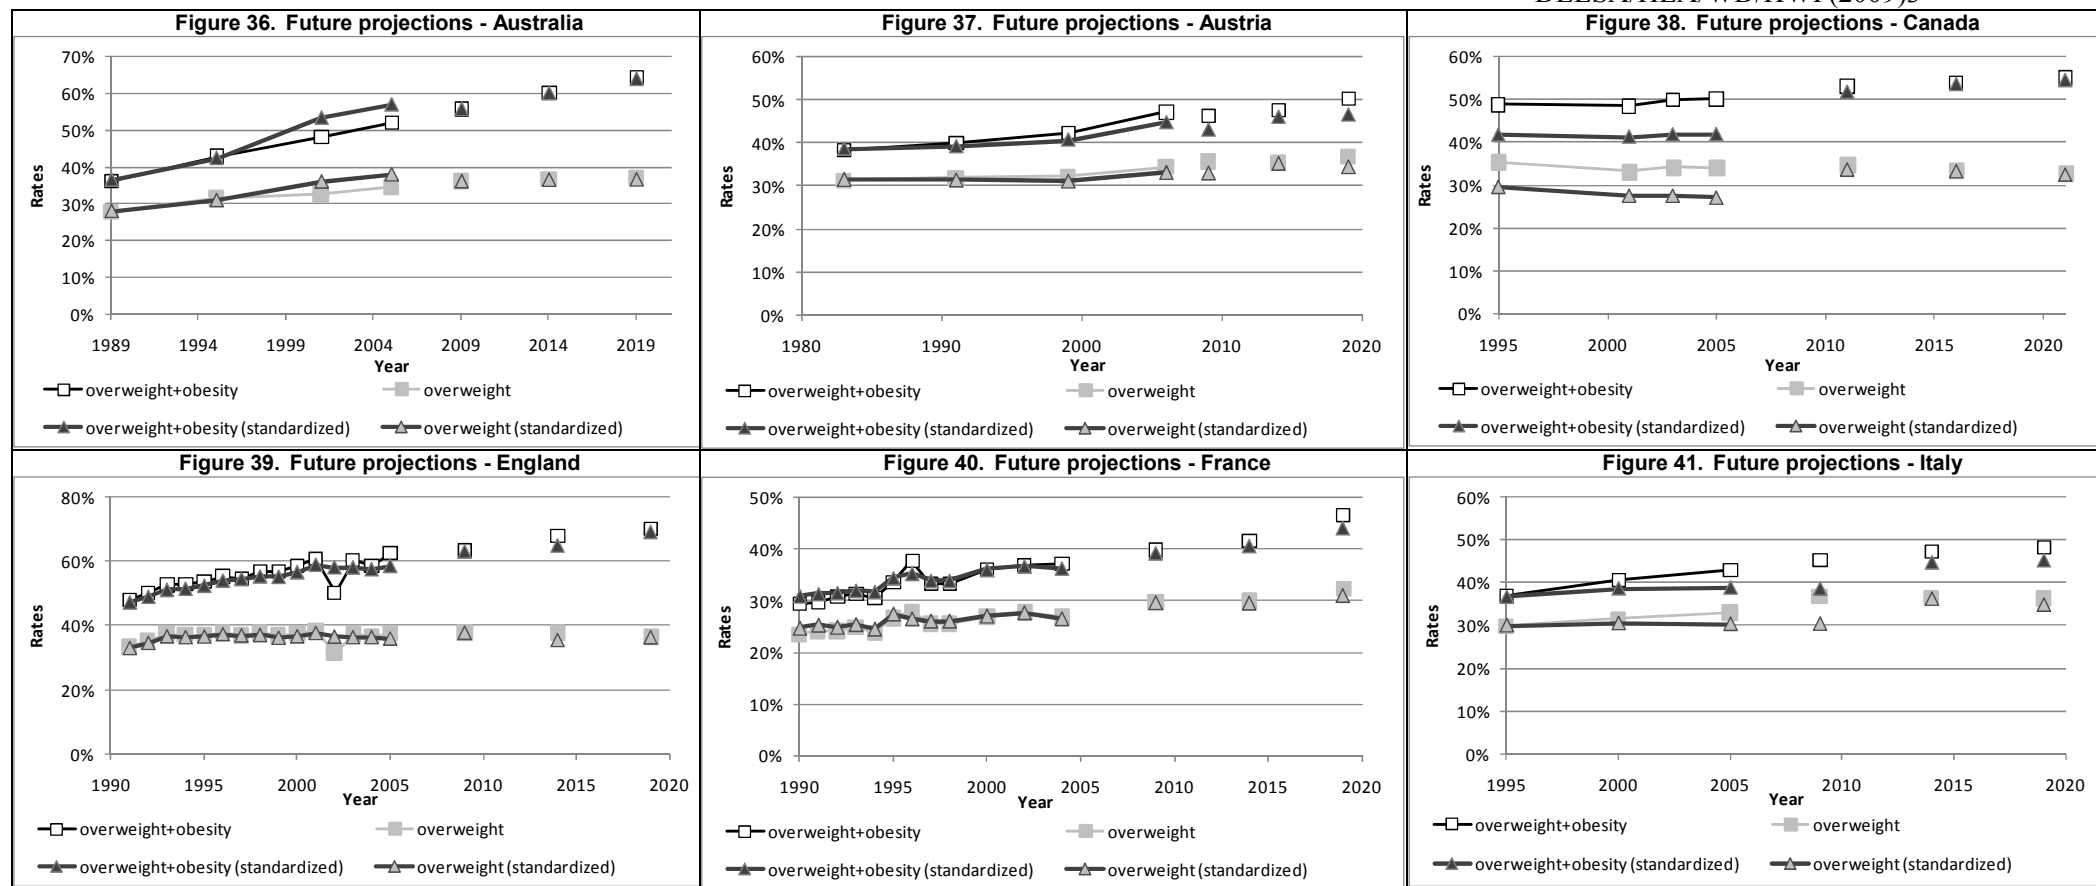 Figure 36. Future projections - Australia
70%
60%
50%
40%
30%
20%
10%
0%
Rates
1989 1994 1999 2004 2009 2014 2019
Year
overweight+obesity overweight
overweight+obesity (standardized) overweight (standardized)
Figure 37. Future projections - Austria
60%
50%
40%
30%
20%
10%
0%
Rates
1980 1990 2000 2010 2020
Year
overweight+obesity overweight
overweight+obesity (standardized) overweight (standardized)
Figure 38. Future projections - Canada
60%
50%
40%
30%
20%
10%
0%
Rates
1995 2000 2005 2010 2015 2020
Year
overweight+obesity overweight
overweight+obesity (standardized) overweight (standardized)
Figure 39. Future projections - England
80%
60%
40%
20%
0%
Rates
1990 1995 2000 2005 2010 2015 2020
Year
overweight+obesity overweight
overweight+obesity (standardized) overweight (standardized)
Figure 40. Future projections - France
50%
40%
30%
20%
10%
0%
Rates
1990 1995 2000 2005 2010 2015 2020
Year
overweight+obesity overweight
overweight+obesity (standardized) overweight (standardized)
Figure 41. Future projections - Italy
60%
50%
40%
30%
20%
10%
0%
Rates
1995 2000 2005 2010 2015 2020
Year
overweight+obesity overweight
overweight+obesity (standardized) overweight (standardized)